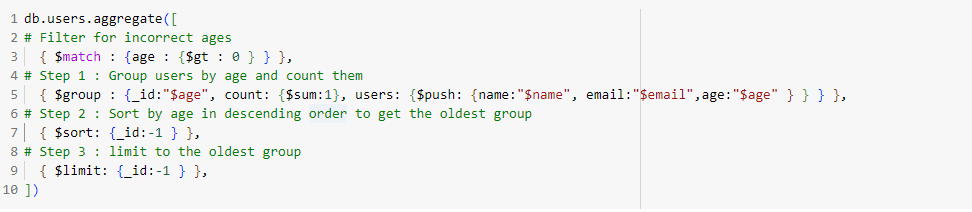 1 db.users.aggregate([
2 # Filter for incorrect ages
3   { $match : {age : {$gt : 0 } } },
4 # Step 1 : Group users by age and count them
5   { $group : {_id:"$age", count: {$sum:1}, users: {$push: {name:"$name", email:"$email",age:"$age" } } } },
6 # Step 2 : Sort by age in descending order to get the oldest group
7   { $sort: {_id:-1 } },
8 # Step 3 : limit to the oldest group
9   { $limit: {_id:-1 } },
10 ])